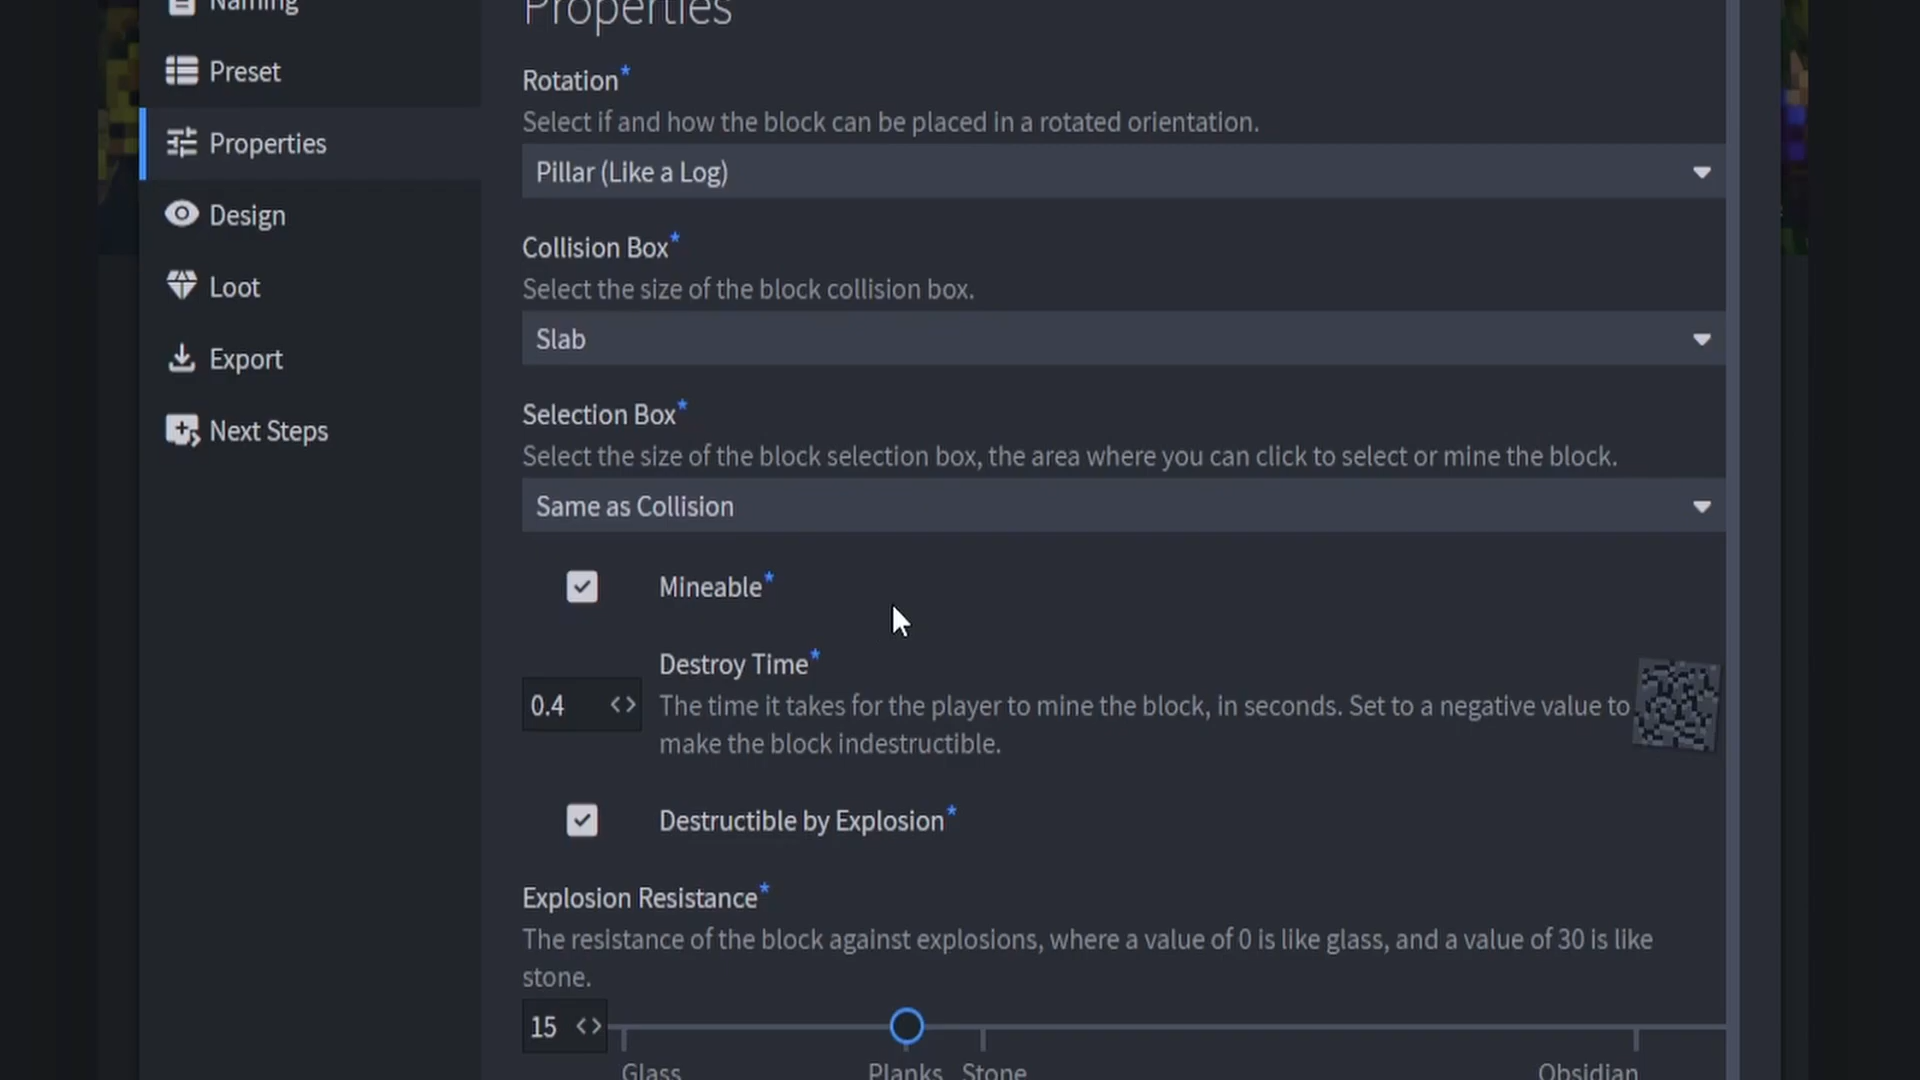 Naming
Preset
Properties
Design
Loot
Export
Next Steps
Properties
Rotation*
Select if and how the block can be placed in a rotated orientation.
Pillar (Like a Log)
Collision Box*
Select the size of the block collision box.
Slab
Selection Box*
Select the size of the block selection box, the area where you can click to select or mine the block.
Same as Collision
Mineable*
Destroy Time*
0.4
The time it takes for the player to mine the block, in seconds. Set to a negative value to
make the block indestructible.
Destructible by Explosion*
Explosion Resistance*
The resistance of the block against explosions, where a value of 0 is like glass, and a value of 30 is like
stone.
15
Glass Planks Stone Obsidian